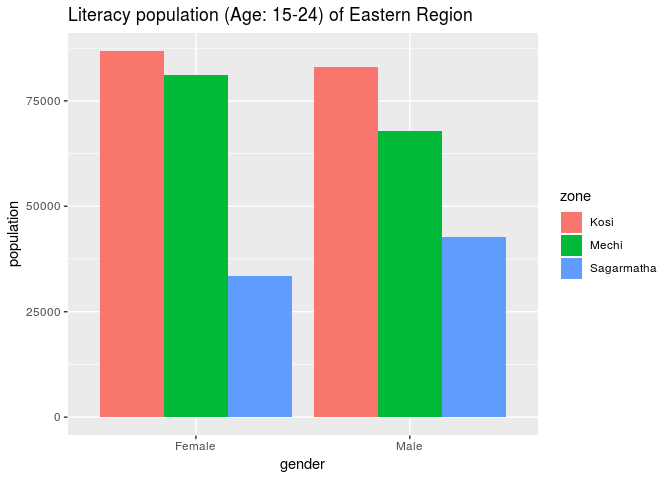 Literacy population (Age: 15-24) of Eastern Region
population
75000
50000
25000
0
Female
Male
gender
zone
Kosi
Mechi
Sagarmatha